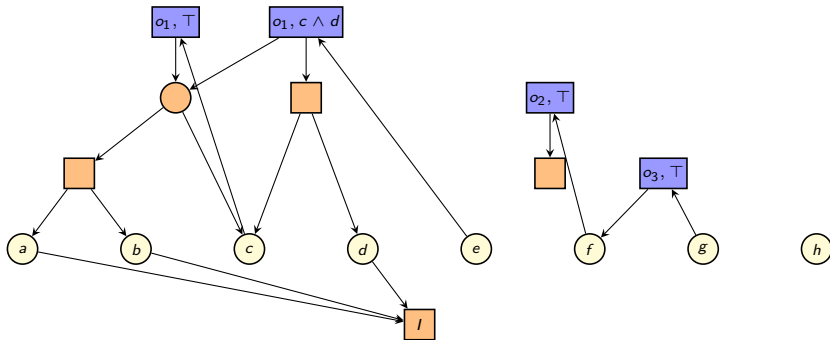 o₁, ⊤
o₁, c ∧ d
o₂, ⊤
o₃, ⊤
a
b
c
d
e
f
g
h
I